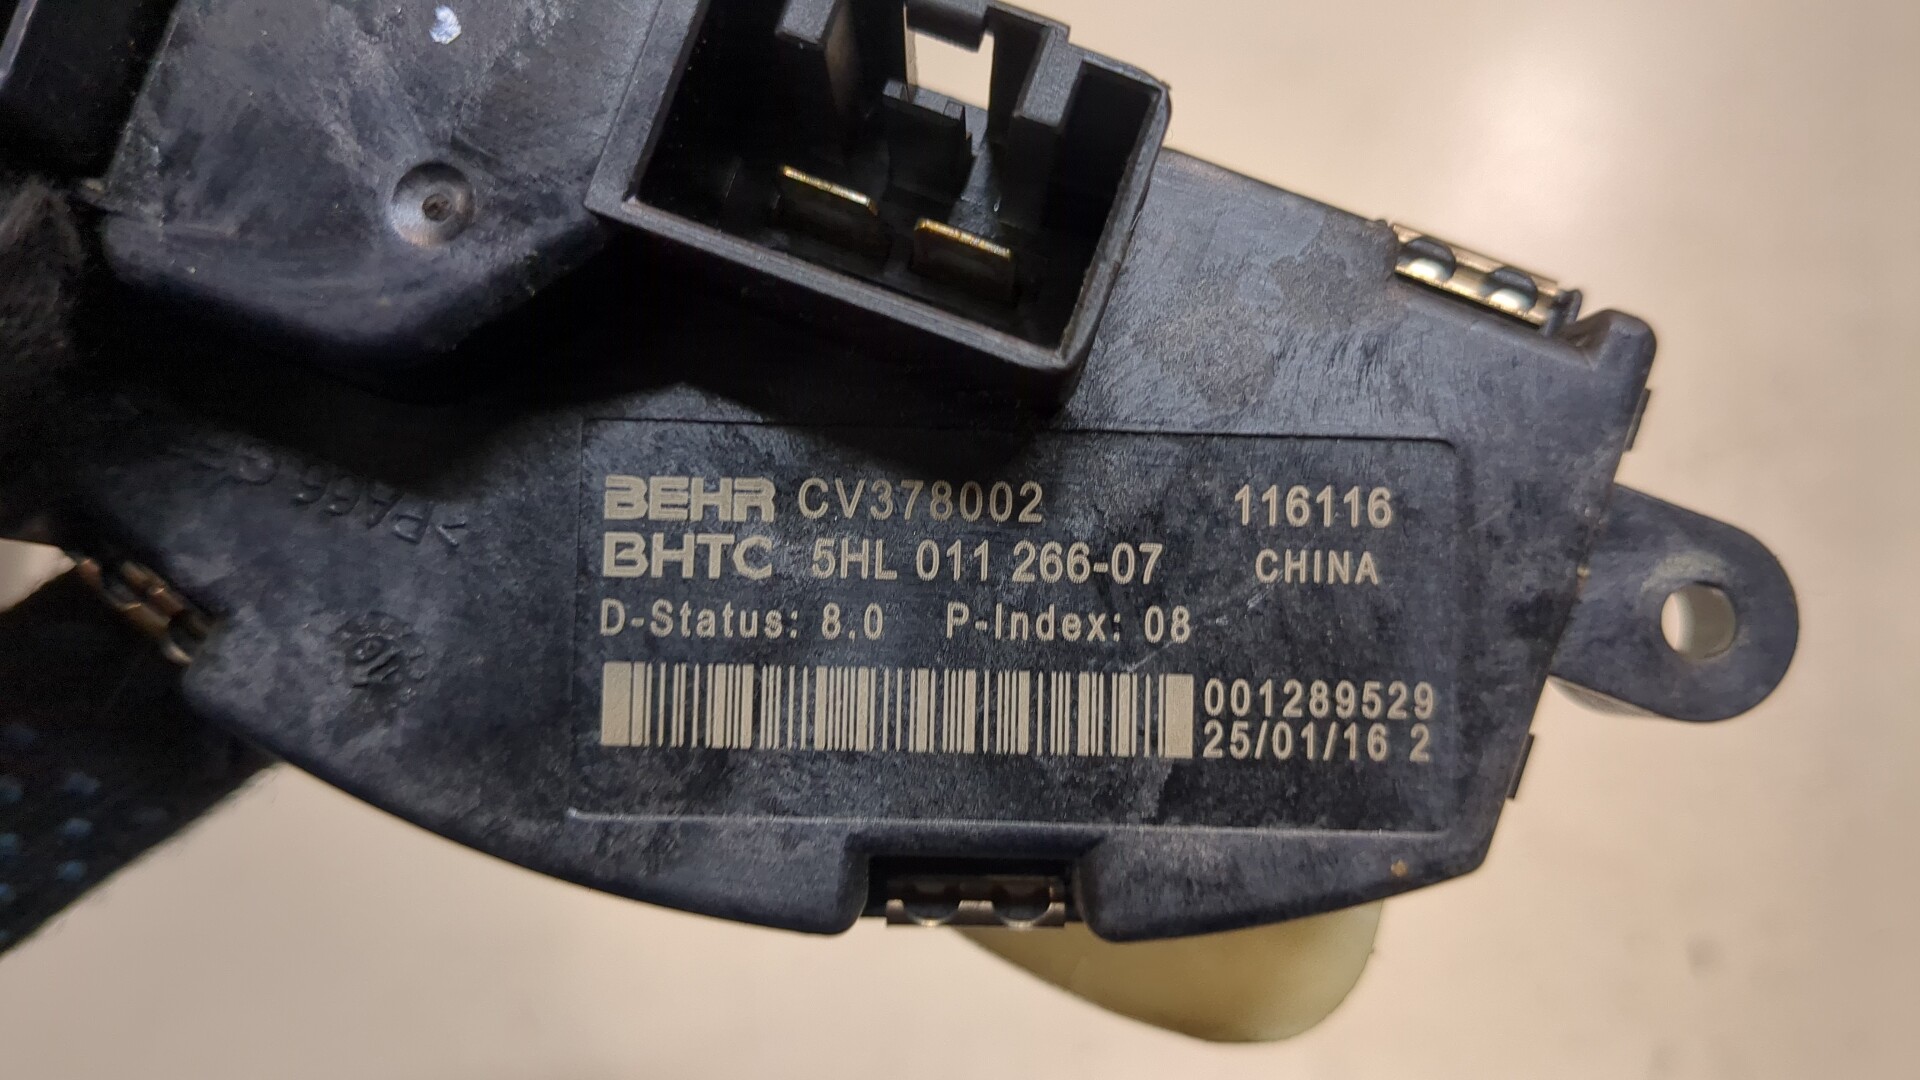 BEHR CV378002 116116
BHTC 5HL 011 266-07 CHINA
D-Status: 8.0 P-Index: 08
001289529
25/01/16 2
>PA66